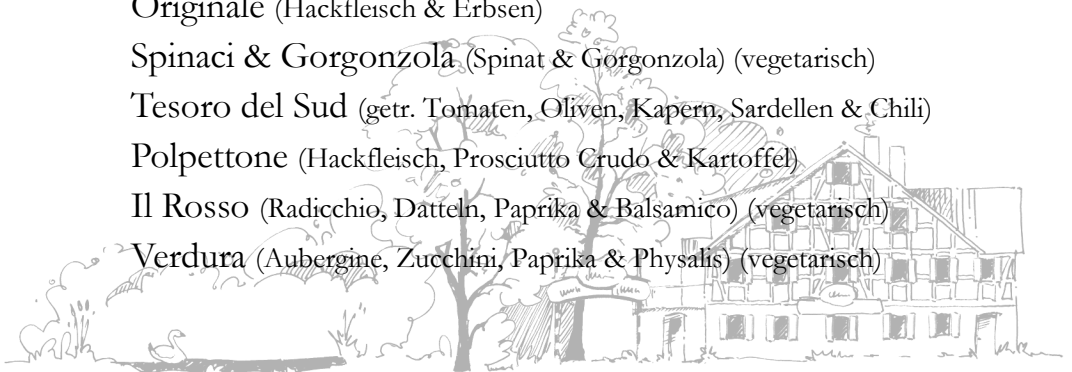 Originale (Hackfleisch & Erbsen)
Spinaci & Gorgonzola (Spinat & Gorgonzola) (vegetarisch)
Tesoro del Sud (getr. Tomaten, Oliven, Kapern, Sardellen & Chili)
Polpettone (Hackfleisch, Prosciutto Crudo & Kartoffel)
Il Rosso (Radicchio, Datteln, Paprika & Balsamico) (vegetarisch)
Verdura (Aubergine, Zucchini, Paprika & Physalis) (vegetarisch)